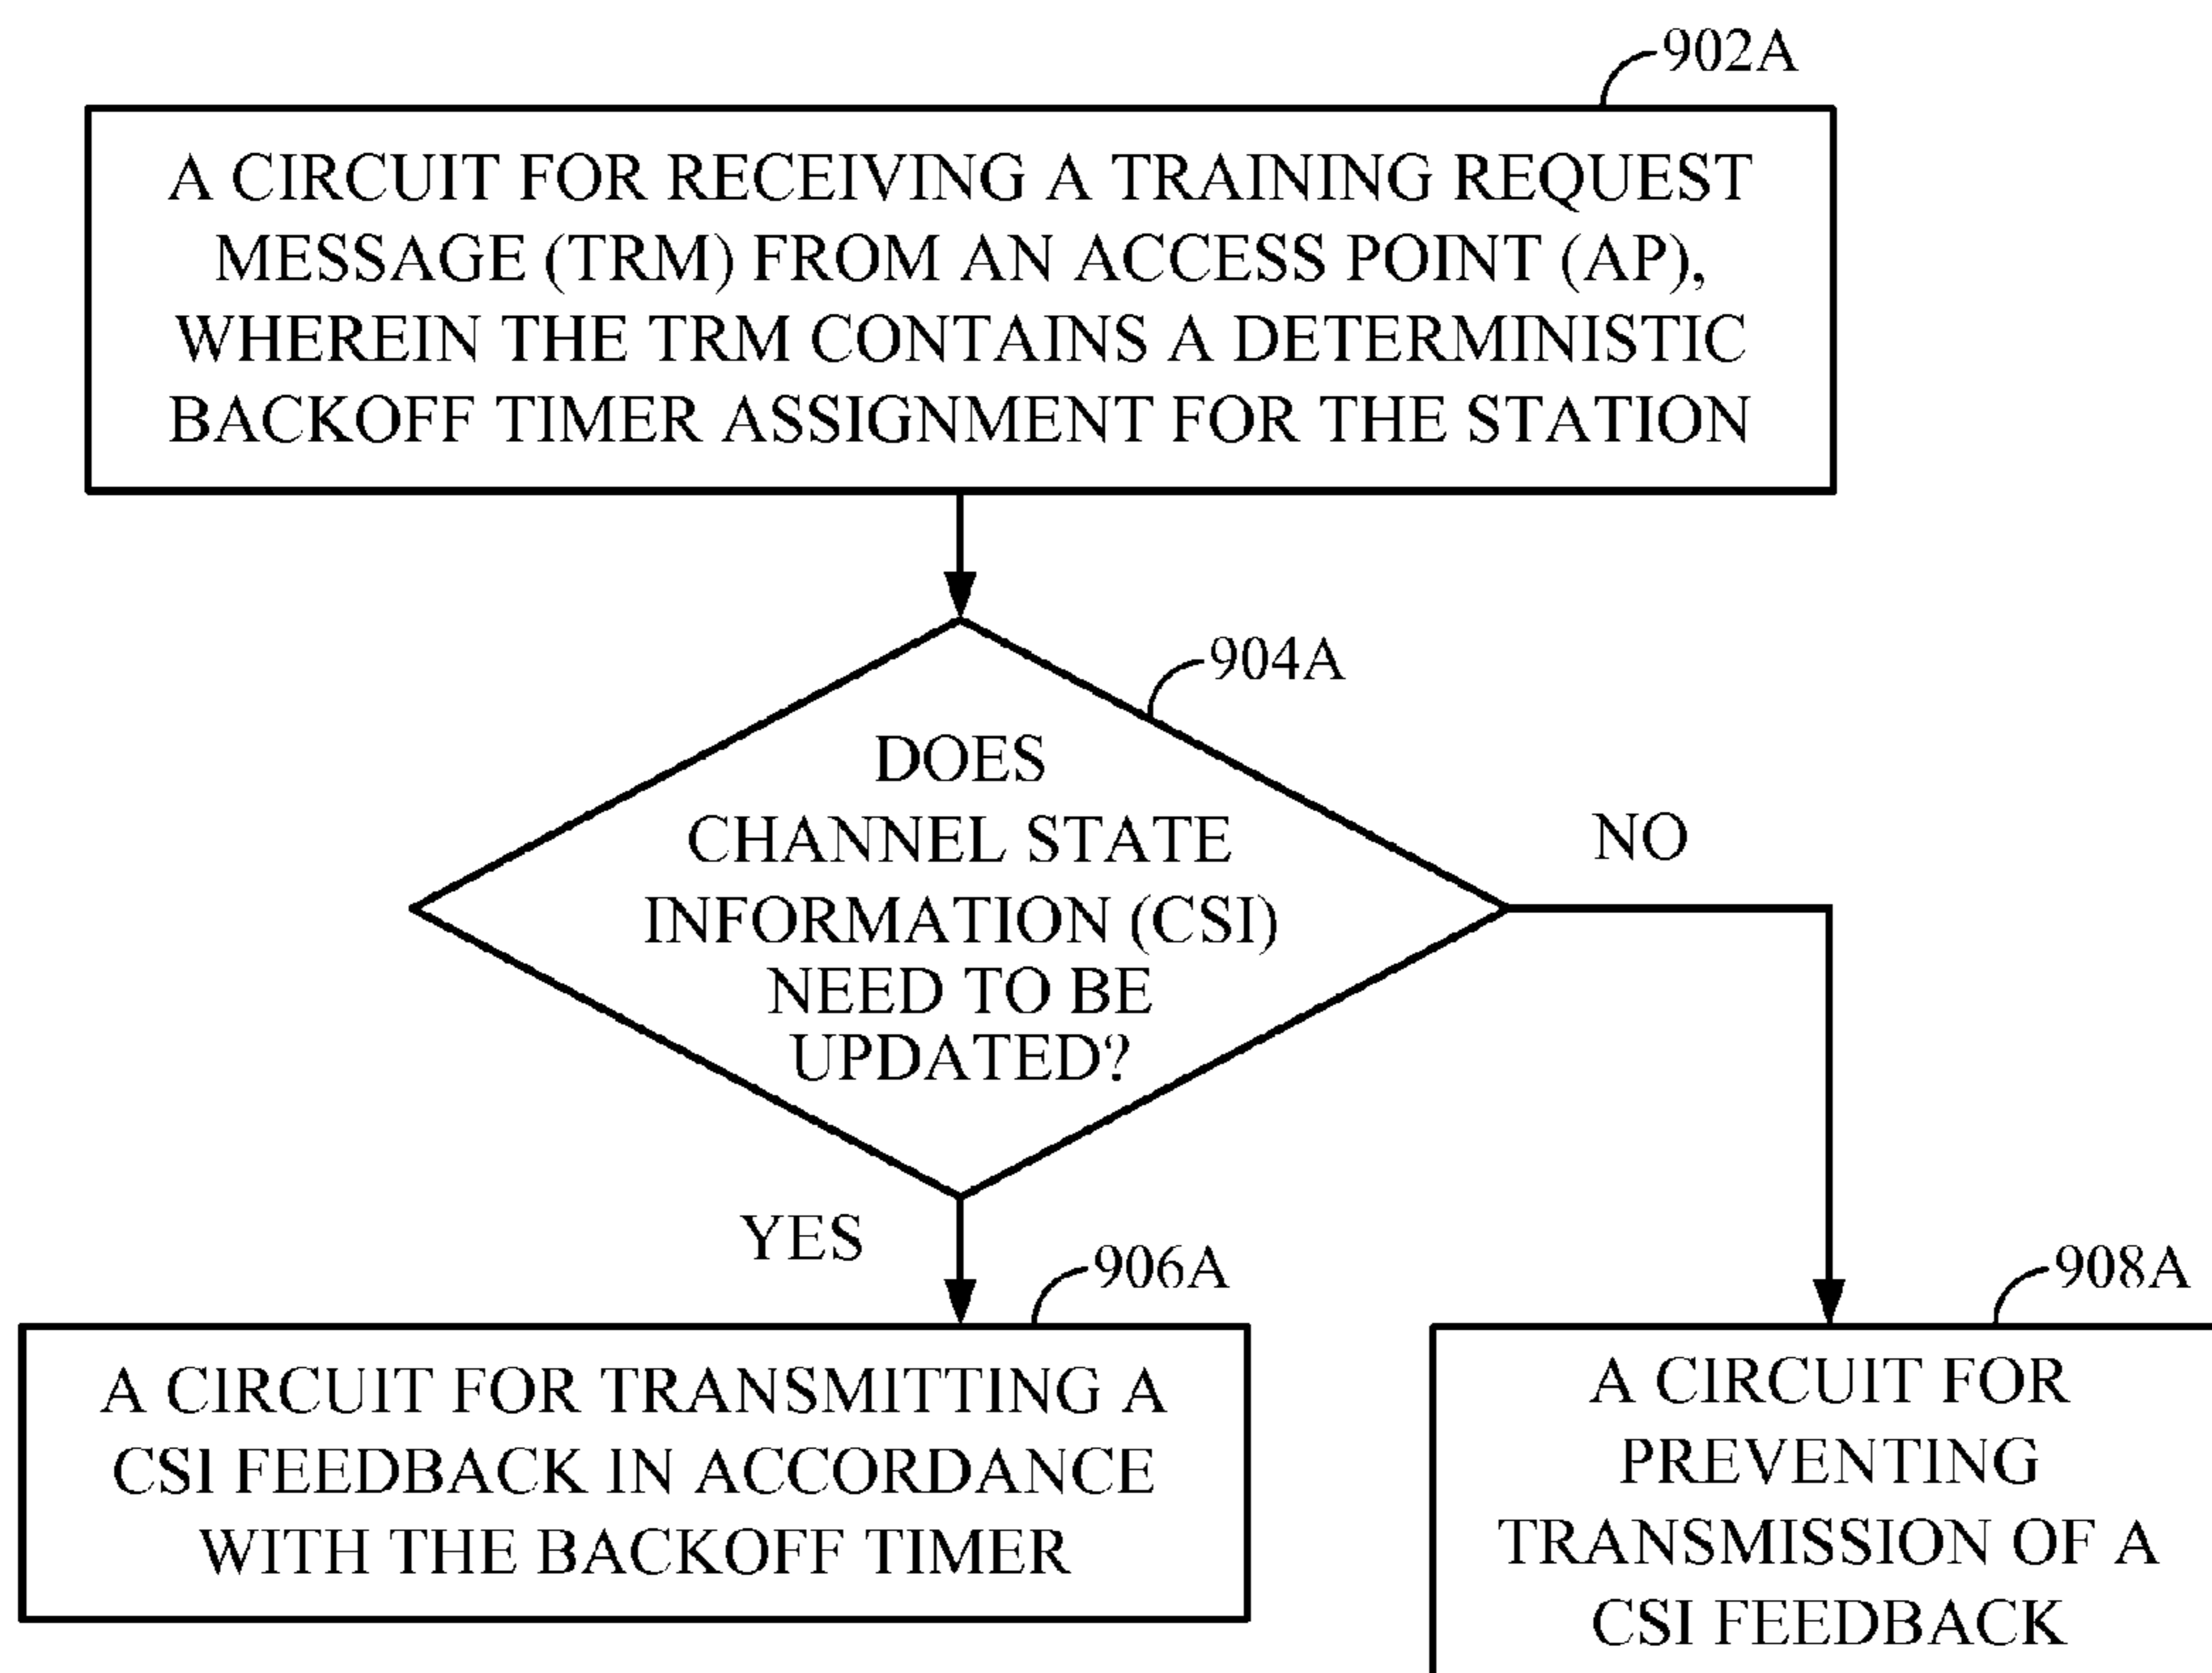 902A
A CIRCUIT FOR RECEIVING A TRAINING REQUEST
MESSAGE (TRM) FROM AN ACCESS POINT (AP),
WHEREIN THE TRM CONTAINS A DETERMINISTIC
BACKOFF TIMER ASSIGNMENT FOR THE STATION
904A
DOES
CHANNEL STATE
INFORMATION (CSI)
NEED TO BE
UPDATED?
NO
YES
906A
A CIRCUIT FOR TRANSMITTING A
CSI FEEDBACK IN ACCORDANCE
WITH THE BACKOFF TIMER
908A
A CIRCUIT FOR
PREVENTING
TRANSMISSION OF A
CSI FEEDBACK